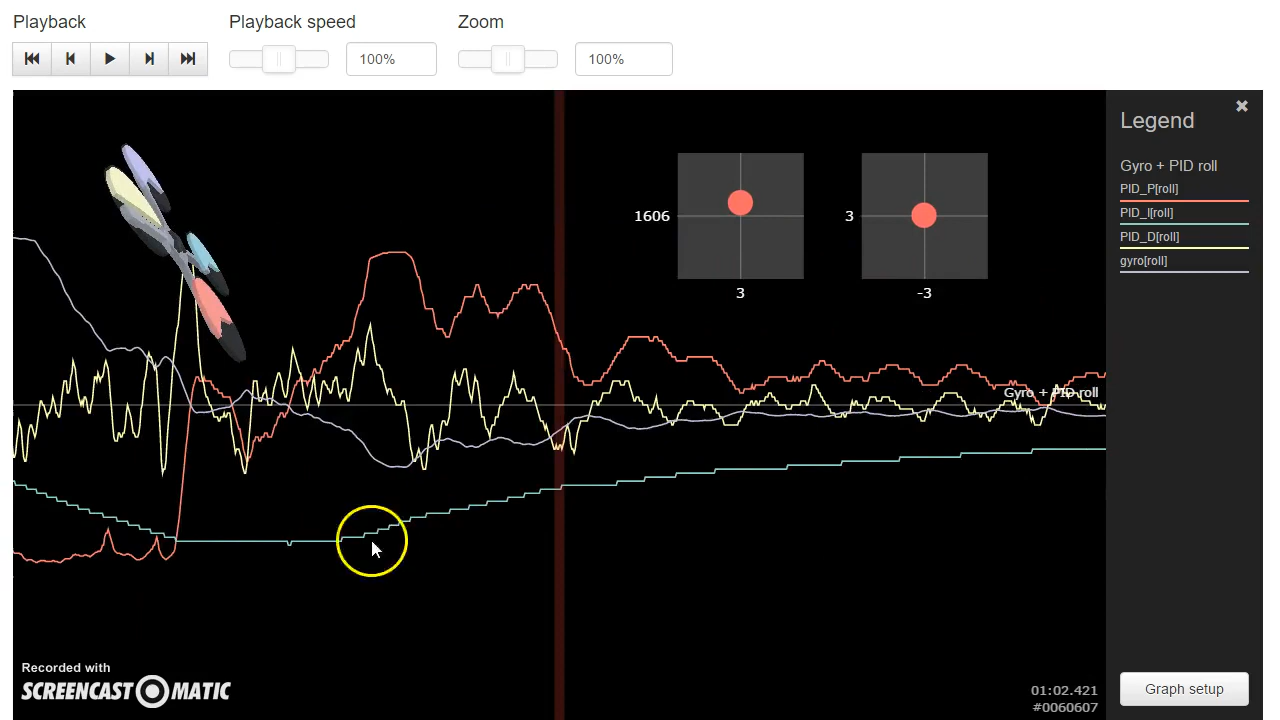 Playback
Playback speed
Zoom
100%
100%
Legend
Gyro + PID roll
PID_P[roll]
PID_I[roll]
PID_D[roll]
gyro[roll]
1606
3
3
-3
Gyro + PID roll
Recorded with
SCREENCAST MATIC
01:02.421
#0060607
Graph setup